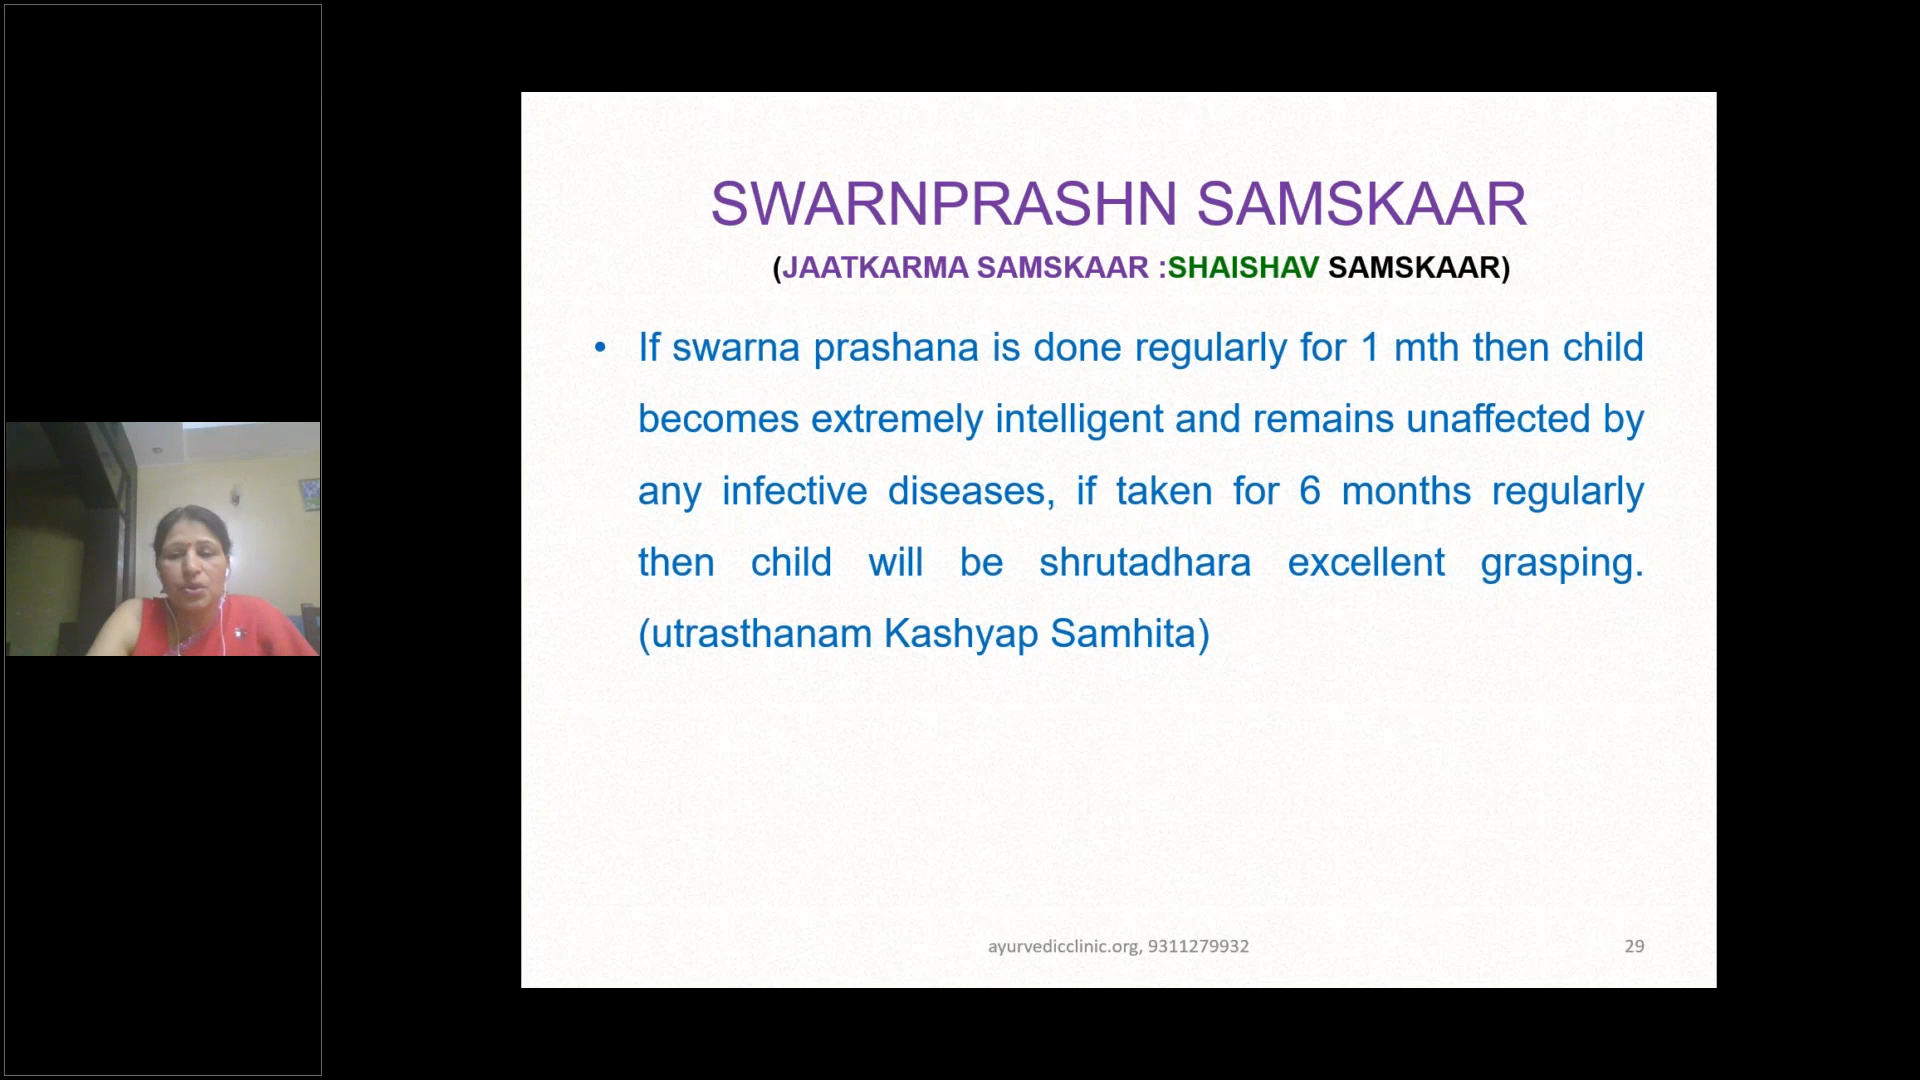 SWARNPRASHN SAMSKAAR
(JAATKARMA SAMSKAAR :SHAISHAV SAMSKAAR)
• If swarna prashana is done regularly for 1 mth then child
becomes extremely intelligent and remains unaffected by
any infective diseases, if taken for 6 months regularly
then child will be shrutadhara excellent grasping.
(utrasthanam Kashyap Samhita)
ayurvedicclinic.org, 9311279932
29